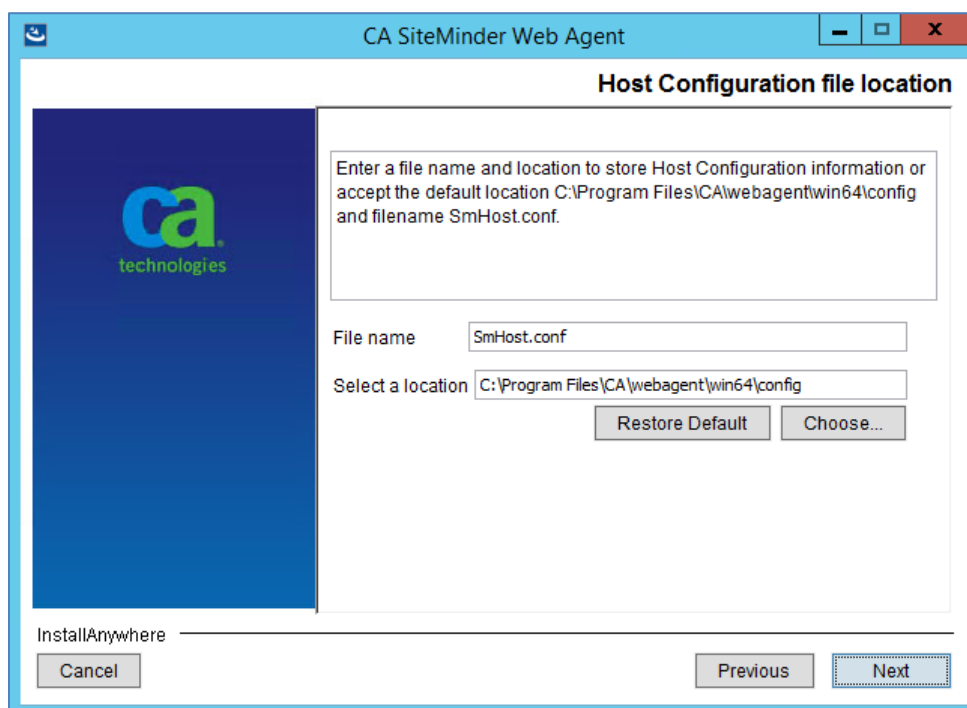 CA SiteMinder Web Agent
Host Configuration file location
ca
technologies
Enter a file name and location to store Host Configuration information or
accept the default location C:\Program Files\CA\webagent\win64\config
and filename SmHost.conf.
File name SmHost.conf
Select a location C:\Program Files\CA\webagent\win64\config
Restore Default Choose...
InstallAnywhere
Cancel Previous Next